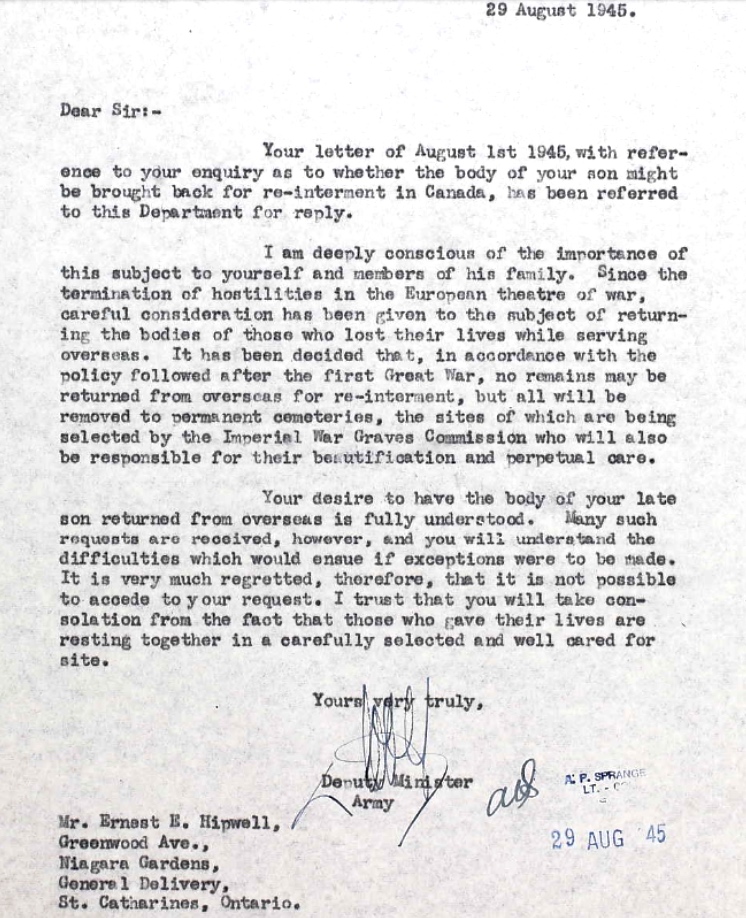 29 August 1945.
Dear Sir:-
Your letter of August 1st 1945, with refer-
ence to your enquiry as to whether the body of your son might
be brought back for re-interment in Canada, has been referred
to this Department for reply.
I am deeply conscious of the importance of
this subject to yourself and members of his family. Since the
termination of hostilities in the European theatre of war,
careful consideration has been given to the subject of return-
ing the bodies of those who lost their lives while serving
overseas. It has been decided that, in accordance with the
policy followed after the first Great War, no remains may be
returned from overseas for re-interment, but all will be
removed to permanent cemeteries, the sites of which are being
selected by the Imperial War Graves Commission who will also
be responsible for their beautification and perpetual care.
Your desire to have the body of your late
son returned from overseas is fully understood. Many such
requests are received, however, and you will understand the
difficulties which would ensue if exceptions were to be made.
It is very much regretted, therefore, that it is not possible
to accede to your request. I trust that you will take con-
solation from the fact that those who gave their lives are
resting together in a carefully selected and well cared for
site.
Yours very truly,
Deputy Minister
Army
A. P. SPRANGE
LT. -
29 AUG 45
Mr. Ernest E. Hipwell,
Greenwood Ave.,
Niagara Gardens,
General Delivery,
St. Catharines, Ontario.